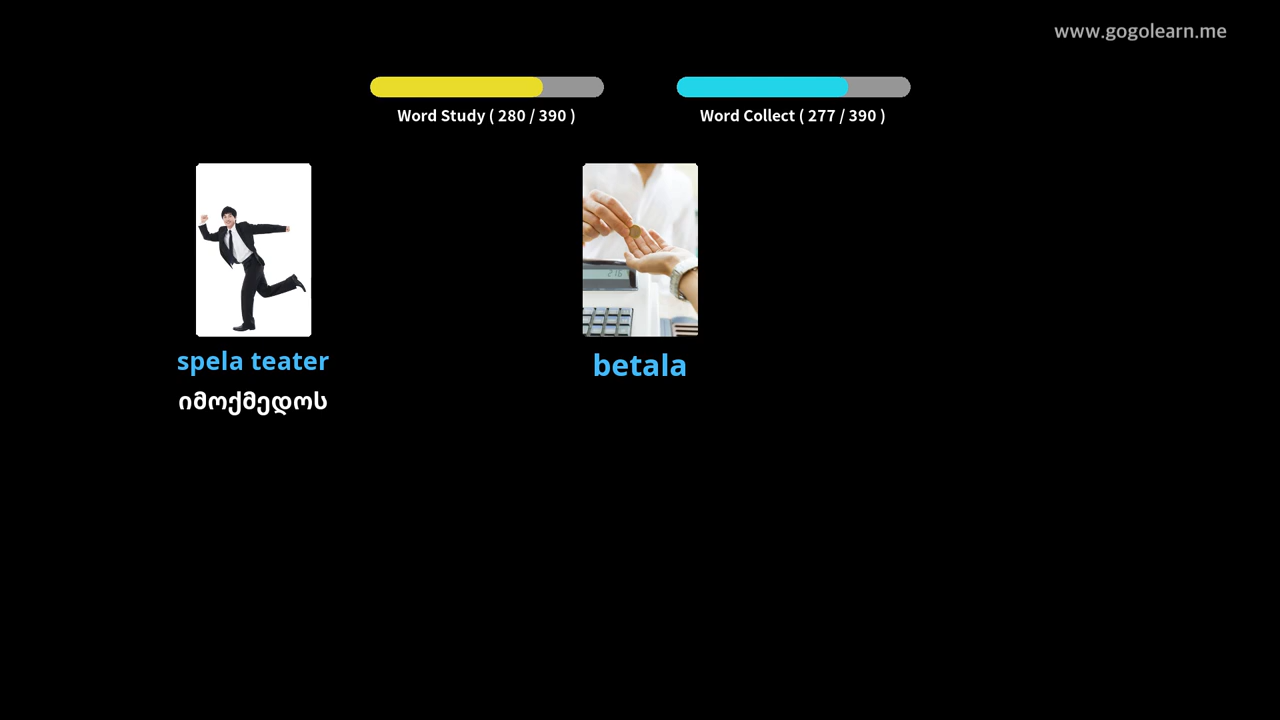 www.gogolearn.me
Word Study ( 280 / 390 )
Word Collect ( 277 / 390 )
spela teater
იმოქმედოს
betala